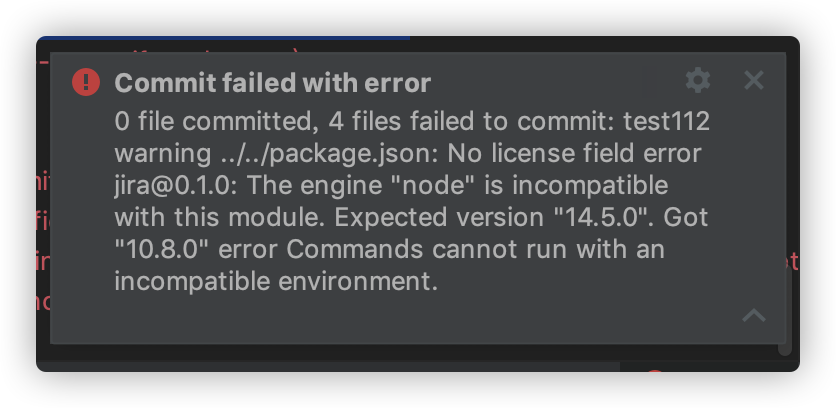 Commit failed with error
0 file committed, 4 files failed to commit: test112
warning ../../package.json: No license field error
jira@0.1.0: The engine "node" is incompatible
with this module. Expected version "14.5.0". Got
"10.8.0" error Commands cannot run with an
incompatible environment.